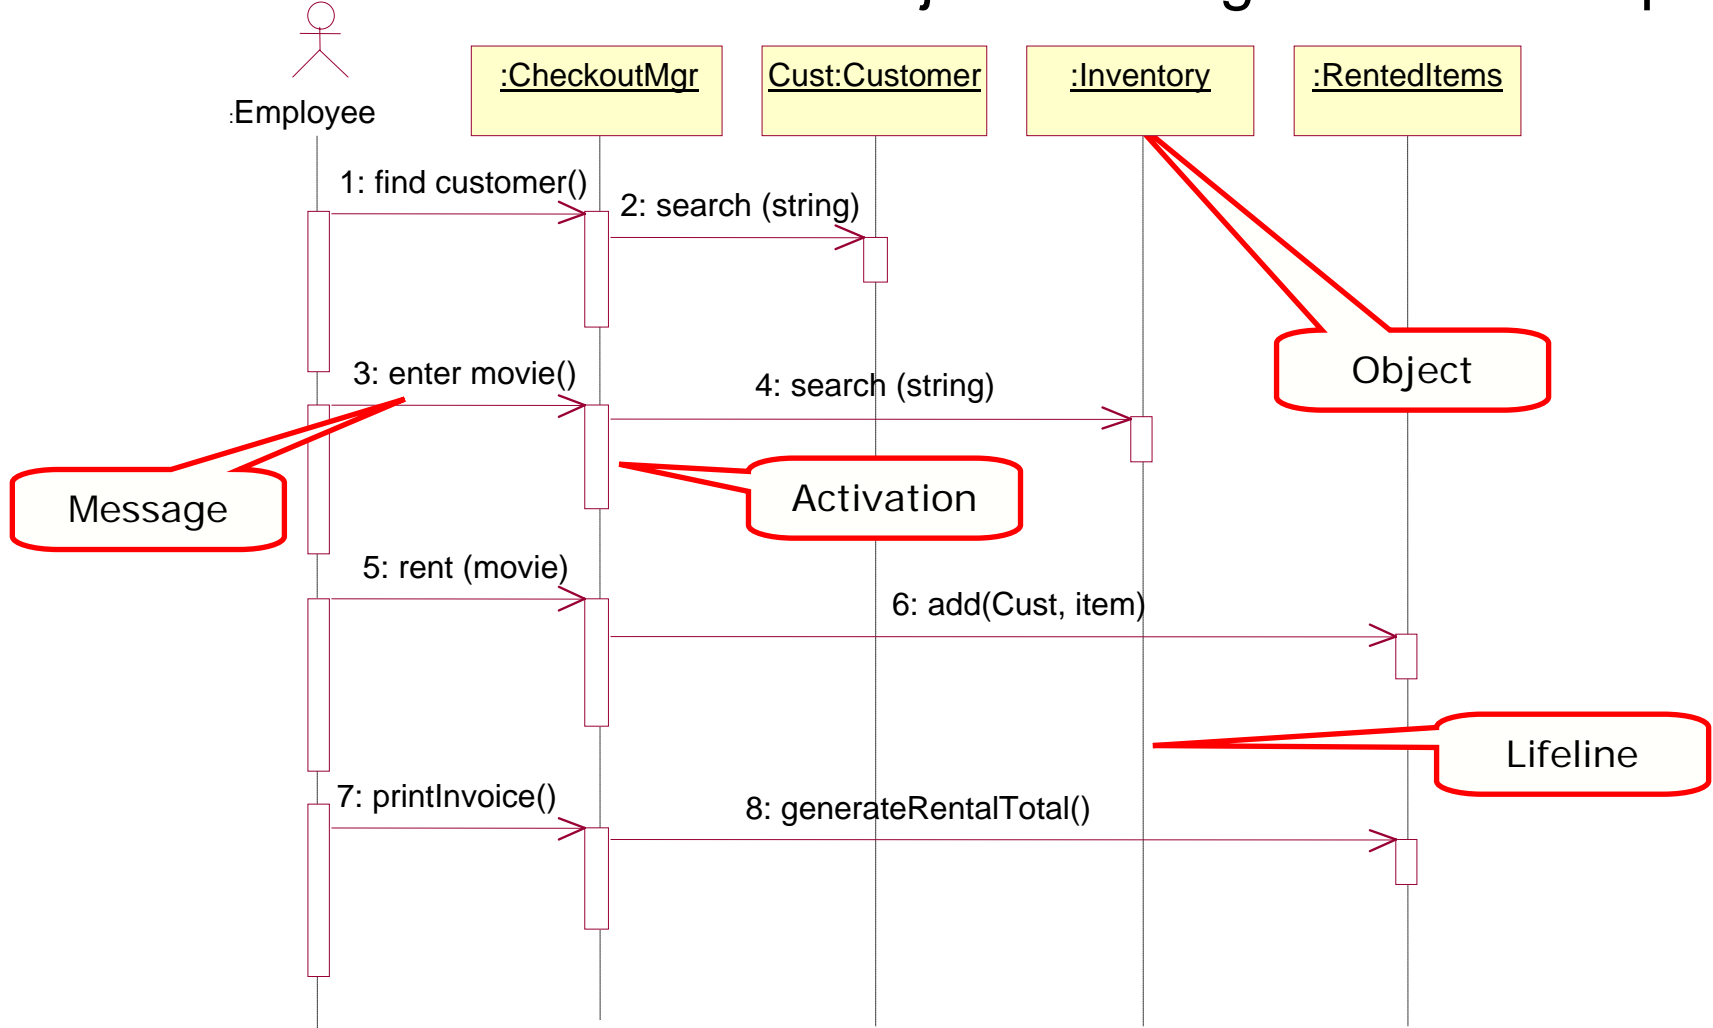 :Employee
:CheckoutMgr
Cust:Customer
:Inventory
:RentedItems
1: find customer()
2: search (string)
3: enter movie()
4: search (string)
Object
Message
Activation
5: rent (movie)
6: add(Cust, item)
Lifeline
7: printInvoice()
8: generateRentalTotal()